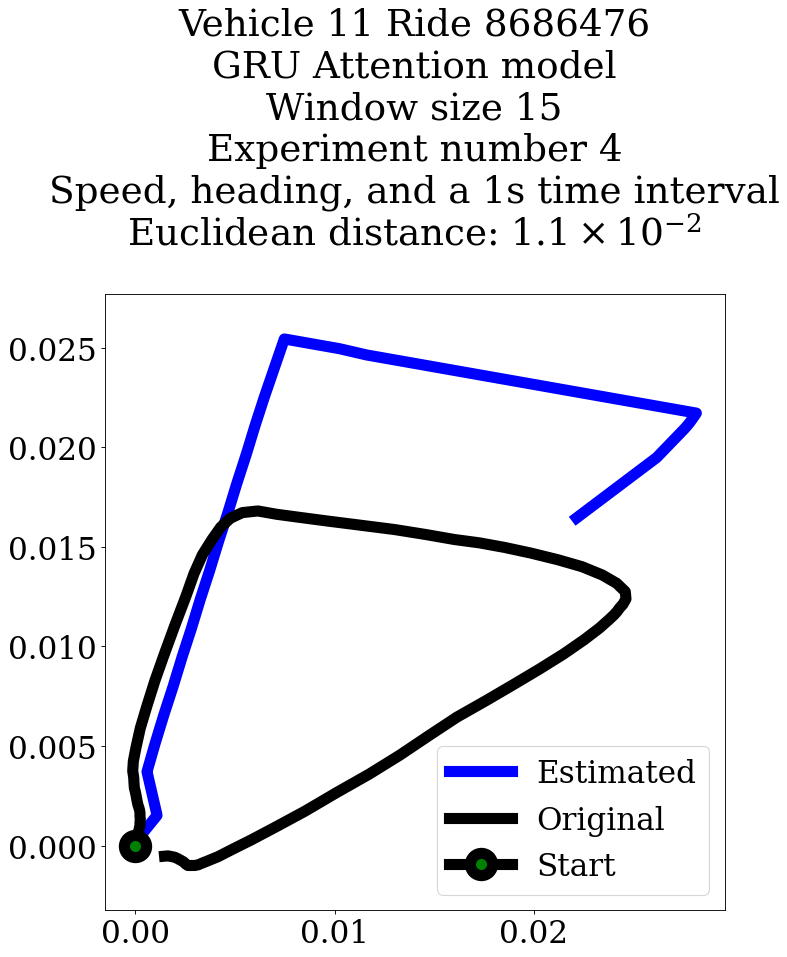 Vehicle 11 Ride 8686476
GRU Attention model
Window size 15
Experiment number 4
Speed, heading, and a 1s time interval
Euclidean distance: 1.1 × 10⁻²
0.025
0.020
0.015
0.010
0.005
0.000
Estimated
Original
Start
0.00 0.01 0.02